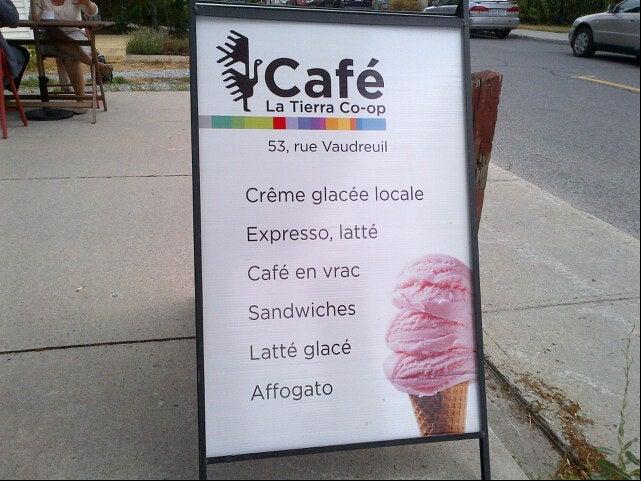 Café
La Tierra Co-op
53, rue Vaudreuil
Crême glacée locale
Expresso, latté
Café en vrac
Sandwiches
Latté glacé
Affogato